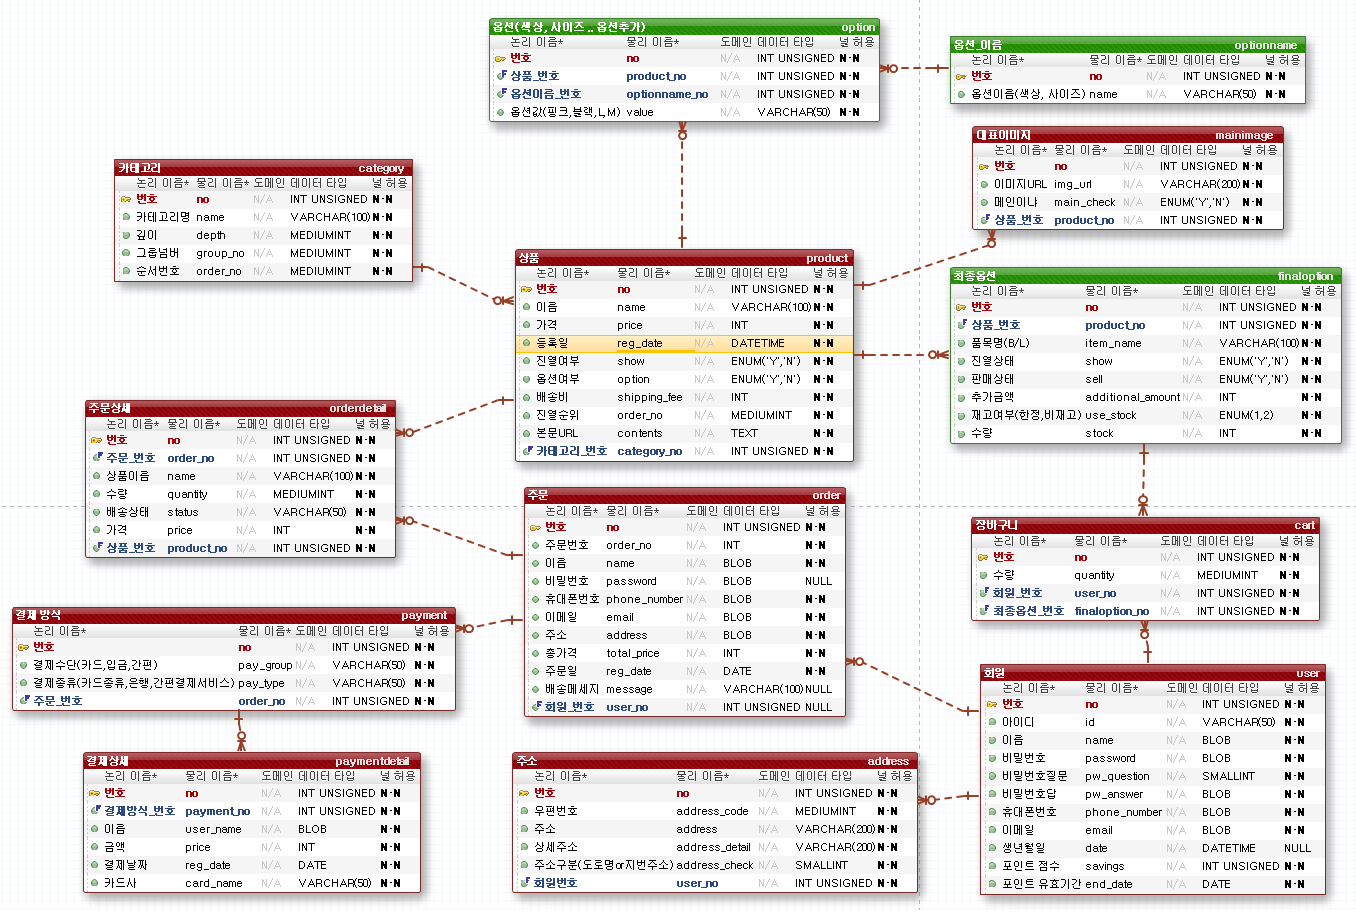 옵션(색상, 사이즈 .. 옵션추가) option
논리 이름* 물리 이름* 도메인 데이터 타입 널 허용
번호 no N/A INT UNSIGNED N-N
상품_번호 product_no N/A INT UNSIGNED N-N
옵션이름_번호 optionname_no N/A INT UNSIGNED N-N
옵션값(핑크,블랙,L,M) value N/A VARCHAR(50) N-N
옵션_이름 optionname
논리 이름* 물리 이름* 도메인 데이터 타입 널 허용
번호 no N/A INT UNSIGNED N-N
옵션이름(색상, 사이즈) name N/A VARCHAR(50) N-N
대표이미지 mainimage
논리 이름* 물리 이름* 도메인 데이터 타입 널 허용
번호 no N/A INT UNSIGNED N-N
이미지URL img_url N/A VARCHAR(200) N-N
메인이냐 main_check N/A ENUM('Y','N') N-N
상품_번호 product_no N/A INT UNSIGNED N-N
카테고리 category
논리 이름* 물리 이름* 도메인 데이터 타입 널 허용
번호 no N/A INT UNSIGNED N-N
카테고리명 name N/A VARCHAR(100) N-N
깊이 depth N/A MEDIUMINT N-N
그룹넘버 group_no N/A MEDIUMINT N-N
순서번호 order_no N/A MEDIUMINT N-N
상품 product
논리 이름* 물리 이름* 도메인 데이터 타입 널 허용
번호 no N/A INT UNSIGNED N-N
이름 name N/A VARCHAR(100) N-N
가격 price N/A INT N-N
등록일 reg_date N/A DATETIME N-N
진열여부 show N/A ENUM('Y','N') N-N
옵션여부 option N/A ENUM('Y','N') N-N
배송비 shipping_fee N/A INT N-N
진열순위 order_no N/A MEDIUMINT N-N
본문URL contents N/A TEXT N-N
카테고리_번호 category_no N/A INT UNSIGNED N-N
최종옵션 finaloption
논리 이름* 물리 이름* 도메인 데이터 타입 널 허용
번호 no N/A INT UNSIGNED N-N
상품_번호 product_no N/A INT UNSIGNED N-N
품목명(B/L) item_name N/A VARCHAR(100) N-N
진열상태 show N/A ENUM('Y','N') N-N
판매상태 sell N/A ENUM('Y','N') N-N
추가금액 additional_amount N/A INT N-N
재고여부(한정,비재고) use_stock N/A ENUM(1,2) N-N
수량 stock N/A INT N-N
주문상세 orderdetail
논리 이름* 물리 이름* 도메인 데이터 타입 널 허용
번호 no N/A INT UNSIGNED N-N
주문_번호 order_no N/A INT UNSIGNED N-N
상품이름 name N/A VARCHAR(100) N-N
수량 quantity N/A MEDIUMINT N-N
배송상태 status N/A VARCHAR(50) N-N
가격 price N/A INT N-N
상품_번호 product_no N/A INT UNSIGNED N-N
주문 order
논리 이름* 물리 이름* 도메인 데이터 타입 널 허용
번호 no N/A INT UNSIGNED N-N
주문번호 order_no N/A INT N-N
이름 name N/A BLOB N-N
비밀번호 password N/A BLOB NULL
휴대폰번호 phone_number N/A BLOB N-N
이메일 email N/A BLOB N-N
주소 address N/A BLOB N-N
총가격 total_price N/A INT N-N
주문일 reg_date N/A DATE N-N
배송메세지 message N/A VARCHAR(100) NULL
회원_번호 user_no N/A INT UNSIGNED NULL
장바구니 cart
논리 이름* 물리 이름* 도메인 데이터 타입 널 허용
번호 no N/A INT UNSIGNED N-N
수량 quantity N/A MEDIUMINT N-N
회원_번호 user_no N/A INT UNSIGNED N-N
최종옵션_번호 finaloption_no N/A INT UNSIGNED N-N
결제 방식 payment
논리 이름* 물리 이름* 도메인 데이터 타입 널 허용
번호 no N/A INT UNSIGNED N-N
결제수단(카드,입금,간편) pay_group N/A VARCHAR(50) N-N
결제종류(카드종류,은행,간편결제서비스) pay_type N/A VARCHAR(50) N-N
주문_번호 order_no N/A INT UNSIGNED N-N
회원 user
논리 이름* 물리 이름* 도메인 데이터 타입 널 허용
번호 no N/A INT UNSIGNED N-N
아이디 id N/A VARCHAR(50) N-N
이름 name N/A BLOB N-N
비밀번호 password N/A BLOB N-N
비밀번호질문 pw_question N/A SMALLINT N-N
비밀번호답 pw_answer N/A BLOB N-N
휴대폰번호 phone_number N/A BLOB N-N
이메일 email N/A BLOB N-N
생년월일 date N/A DATETIME NULL
포인트 점수 savings N/A INT UNSIGNED N-N
포인트 유효기간 end_date N/A DATE N-N
결제상세 paymentdetail
논리 이름* 물리 이름* 도메인 데이터 타입 널 허용
번호 no N/A INT UNSIGNED N-N
결제방식_번호 payment_no N/A INT UNSIGNED N-N
이름 user_name N/A BLOB N-N
금액 price N/A INT N-N
결제날짜 reg_date N/A DATE N-N
카드사 card_name N/A VARCHAR(50) N-N
주소 address
논리 이름* 물리 이름* 도메인 데이터 타입 널 허용
번호 no N/A INT UNSIGNED N-N
우편번호 address_code N/A MEDIUMINT N-N
주소 address N/A VARCHAR(200) N-N
상세주소 address_detail N/A VARCHAR(200) N-N
주소구분(도로명or지번주소) address_check N/A SMALLINT N-N
회원번호 user_no N/A INT UNSIGNED N-N